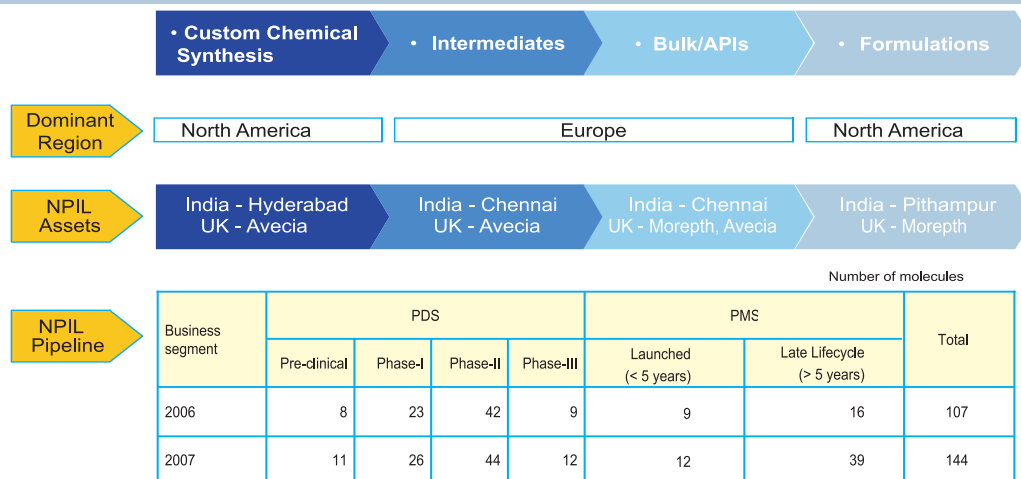 • Custom Chemical
Synthesis
• Intermediates
• Bulk/APIs
• Formulations
Dominant
Region
North America
Europe
North America
NPIL
Assets
India - Hyderabad
UK - Avecia
India - Chennai
UK - Avecia
India - Chennai
UK - Morepth, Avecia
India - Pithampur
UK - Morepth
Number of molecules
NPIL
Pipeline
Business
segment
PDS
PMS
Total
Pre-clinical
Phase-I
Phase-II
Phase-III
Launched
(< 5 years)
Late Lifecycle
(> 5 years)
2006 8 23 42 9 9 16 107
2007 11 26 44 12 12 39 144